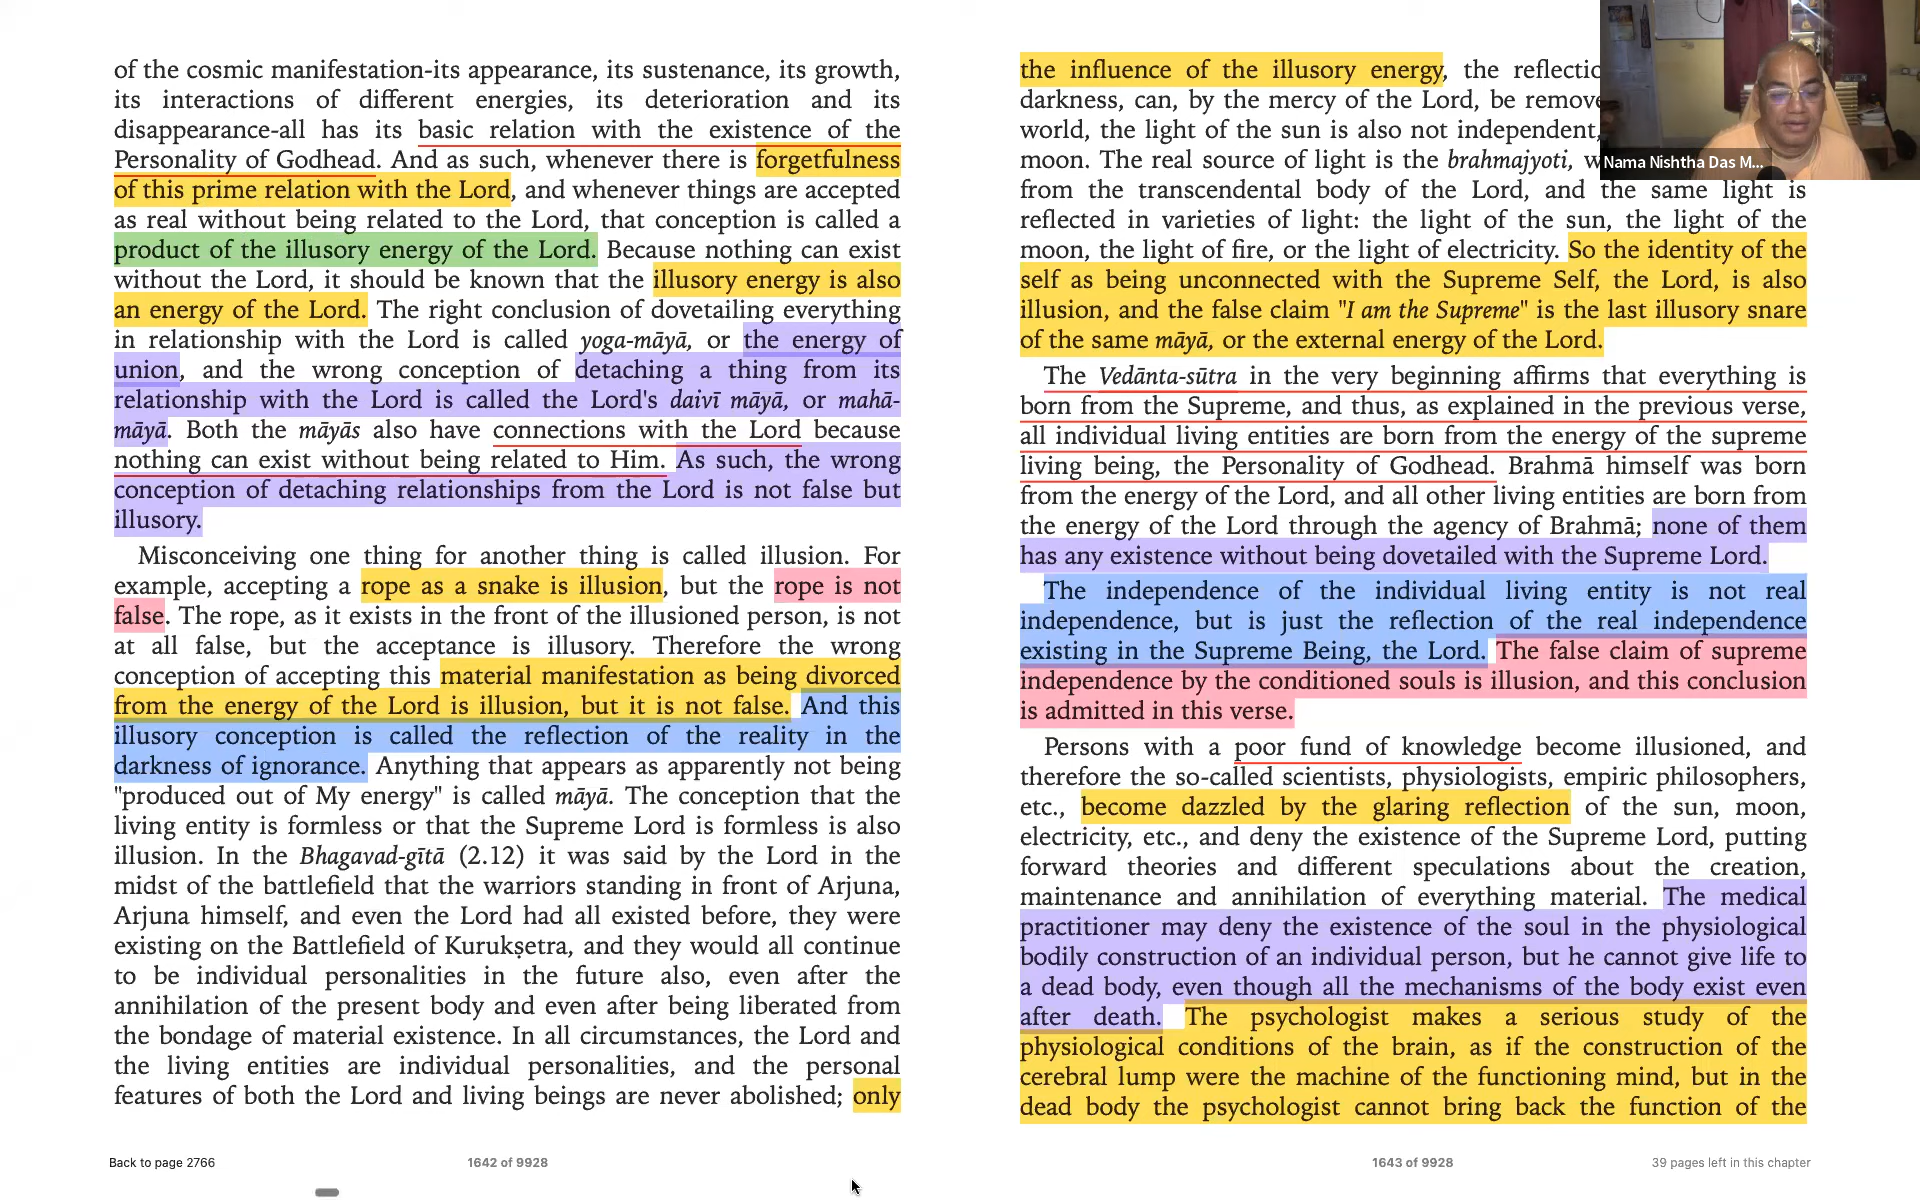 of the cosmic manifestation-its appearance, its sustenance, its growth,
its interactions of different energies, its deterioration and its
disappearance-all has its basic relation with the existence of the
Personality of Godhead. And as such, whenever there is forgetfulness
of this prime relation with the Lord, and whenever things are accepted
as real without being related to the Lord, that conception is called a
product of the illusory energy of the Lord. Because nothing can exist
without the Lord, it should be known that the illusory energy is also
an energy of the Lord. The right conclusion of dovetailing everything
in relationship with the Lord is called yoga-māyā, or the energy of
union, and the wrong conception of detaching a thing from its
relationship with the Lord is called the Lord's daivī māyā, or mahā-
māyā. Both the māyās also have connections with the Lord because
nothing can exist without being related to Him. As such, the wrong
conception of detaching relationships from the Lord is not false but
illusory.
Misconceiving one thing for another thing is called illusion. For
example, accepting a rope as a snake is illusion, but the rope is not
false. The rope, as it exists in the front of the illusioned person, is not
at all false, but the acceptance is illusory. Therefore the wrong
conception of accepting this material manifestation as being divorced
from the energy of the Lord is illusion, but it is not false. And this
illusory conception is called the reflection of the reality in the
darkness of ignorance. Anything that appears as apparently not being
"produced out of My energy" is called māyā. The conception that the
living entity is formless or that the Supreme Lord is formless is also
illusion. In the Bhagavad-gītā (2.12) it was said by the Lord in the
midst of the battlefield that the warriors standing in front of Arjuna,
Arjuna himself, and even the Lord had all existed before, they were
existing on the Battlefield of Kurukṣetra, and they would all continue
to be individual personalities in the future also, even after the
annihilation of the present body and even after being liberated from
the bondage of material existence. In all circumstances, the Lord and
the living entities are individual personalities, and the personal
features of both the Lord and living beings are never abolished; only
Back to page 2766
1642 of 9928
the influence of the illusory energy, the reflectio
darkness, can, by the mercy of the Lord, be remove
world, the light of the sun is also not independent,
moon. The real source of light is the brahmajyoti, w
from the transcendental body of the Lord, and the same light is
reflected in varieties of light: the light of the sun, the light of the
moon, the light of fire, or the light of electricity. So the identity of the
self as being unconnected with the Supreme Self, the Lord, is also
illusion, and the false claim "I am the Supreme" is the last illusory snare
of the same māyā, or the external energy of the Lord.
The Vedānta-sūtra in the very beginning affirms that everything is
born from the Supreme, and thus, as explained in the previous verse,
all individual living entities are born from the energy of the supreme
living being, the Personality of Godhead. Brahmā himself was born
from the energy of the Lord, and all other living entities are born from
the energy of the Lord through the agency of Brahmā; none of them
has any existence without being dovetailed with the Supreme Lord.
The independence of the individual living entity is not real
independence, but is just the reflection of the real independence
existing in the Supreme Being, the Lord. The false claim of supreme
independence by the conditioned souls is illusion, and this conclusion
is admitted in this verse.
Persons with a poor fund of knowledge become illusioned, and
therefore the so-called scientists, physiologists, empiric philosophers,
etc., become dazzled by the glaring reflection of the sun, moon,
electricity, etc., and deny the existence of the Supreme Lord, putting
forward theories and different speculations about the creation,
maintenance and annihilation of everything material. The medical
practitioner may deny the existence of the soul in the physiological
bodily construction of an individual person, but he cannot give life to
a dead body, even though all the mechanisms of the body exist even
after death. The psychologist makes a serious study of the
physiological conditions of the brain, as if the construction of the
cerebral lump were the machine of the functioning mind, but in the
dead body the psychologist cannot bring back the function of the
1643 of 9928
39 pages left in this chapter
Nama Nishtha Das M...